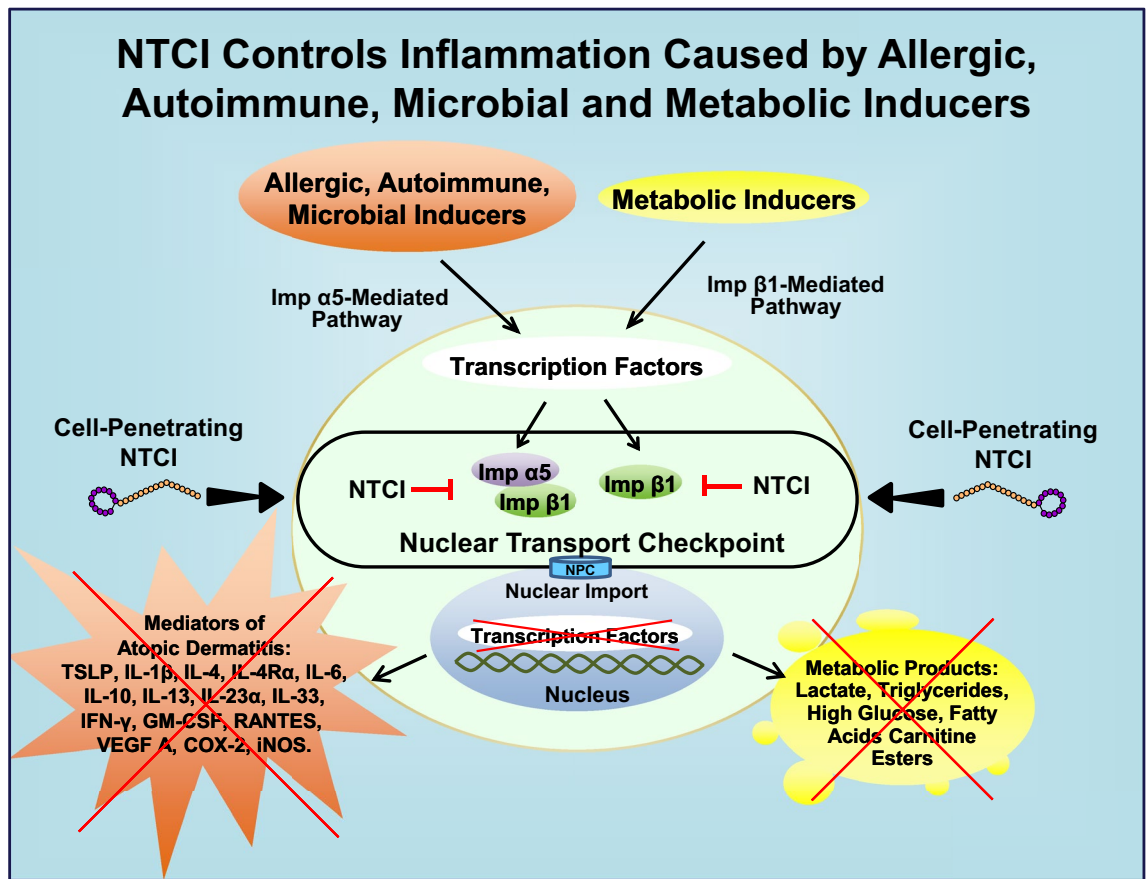 NTCI Controls Inflammation Caused by Allergic,
Autoimmune, Microbial and Metabolic Inducers
Allergic, Autoimmune,
Microbial Inducers
Metabolic Inducers
Imp α5-Mediated
Pathway
Imp β1-Mediated
Pathway
Transcription Factors
Cell-Penetrating
NTCI
Cell-Penetrating
NTCI
NTCI
Imp α5
Imp β1
Imp β1
NTCI
Nuclear Transport Checkpoint
NPC
Nuclear Import
Transcription Factors
Nucleus
Mediators of
Atopic Dermatitis:
TSLP, IL-1β, IL-4, IL-4Rα, IL-6,
IL-10, IL-13, IL-23α, IL-33,
IFN-γ, GM-CSF, RANTES,
VEGF A, COX-2, iNOS.
Metabolic Products:
Lactate, Triglycerides,
High Glucose, Fatty
Acids Carnitine
Esters